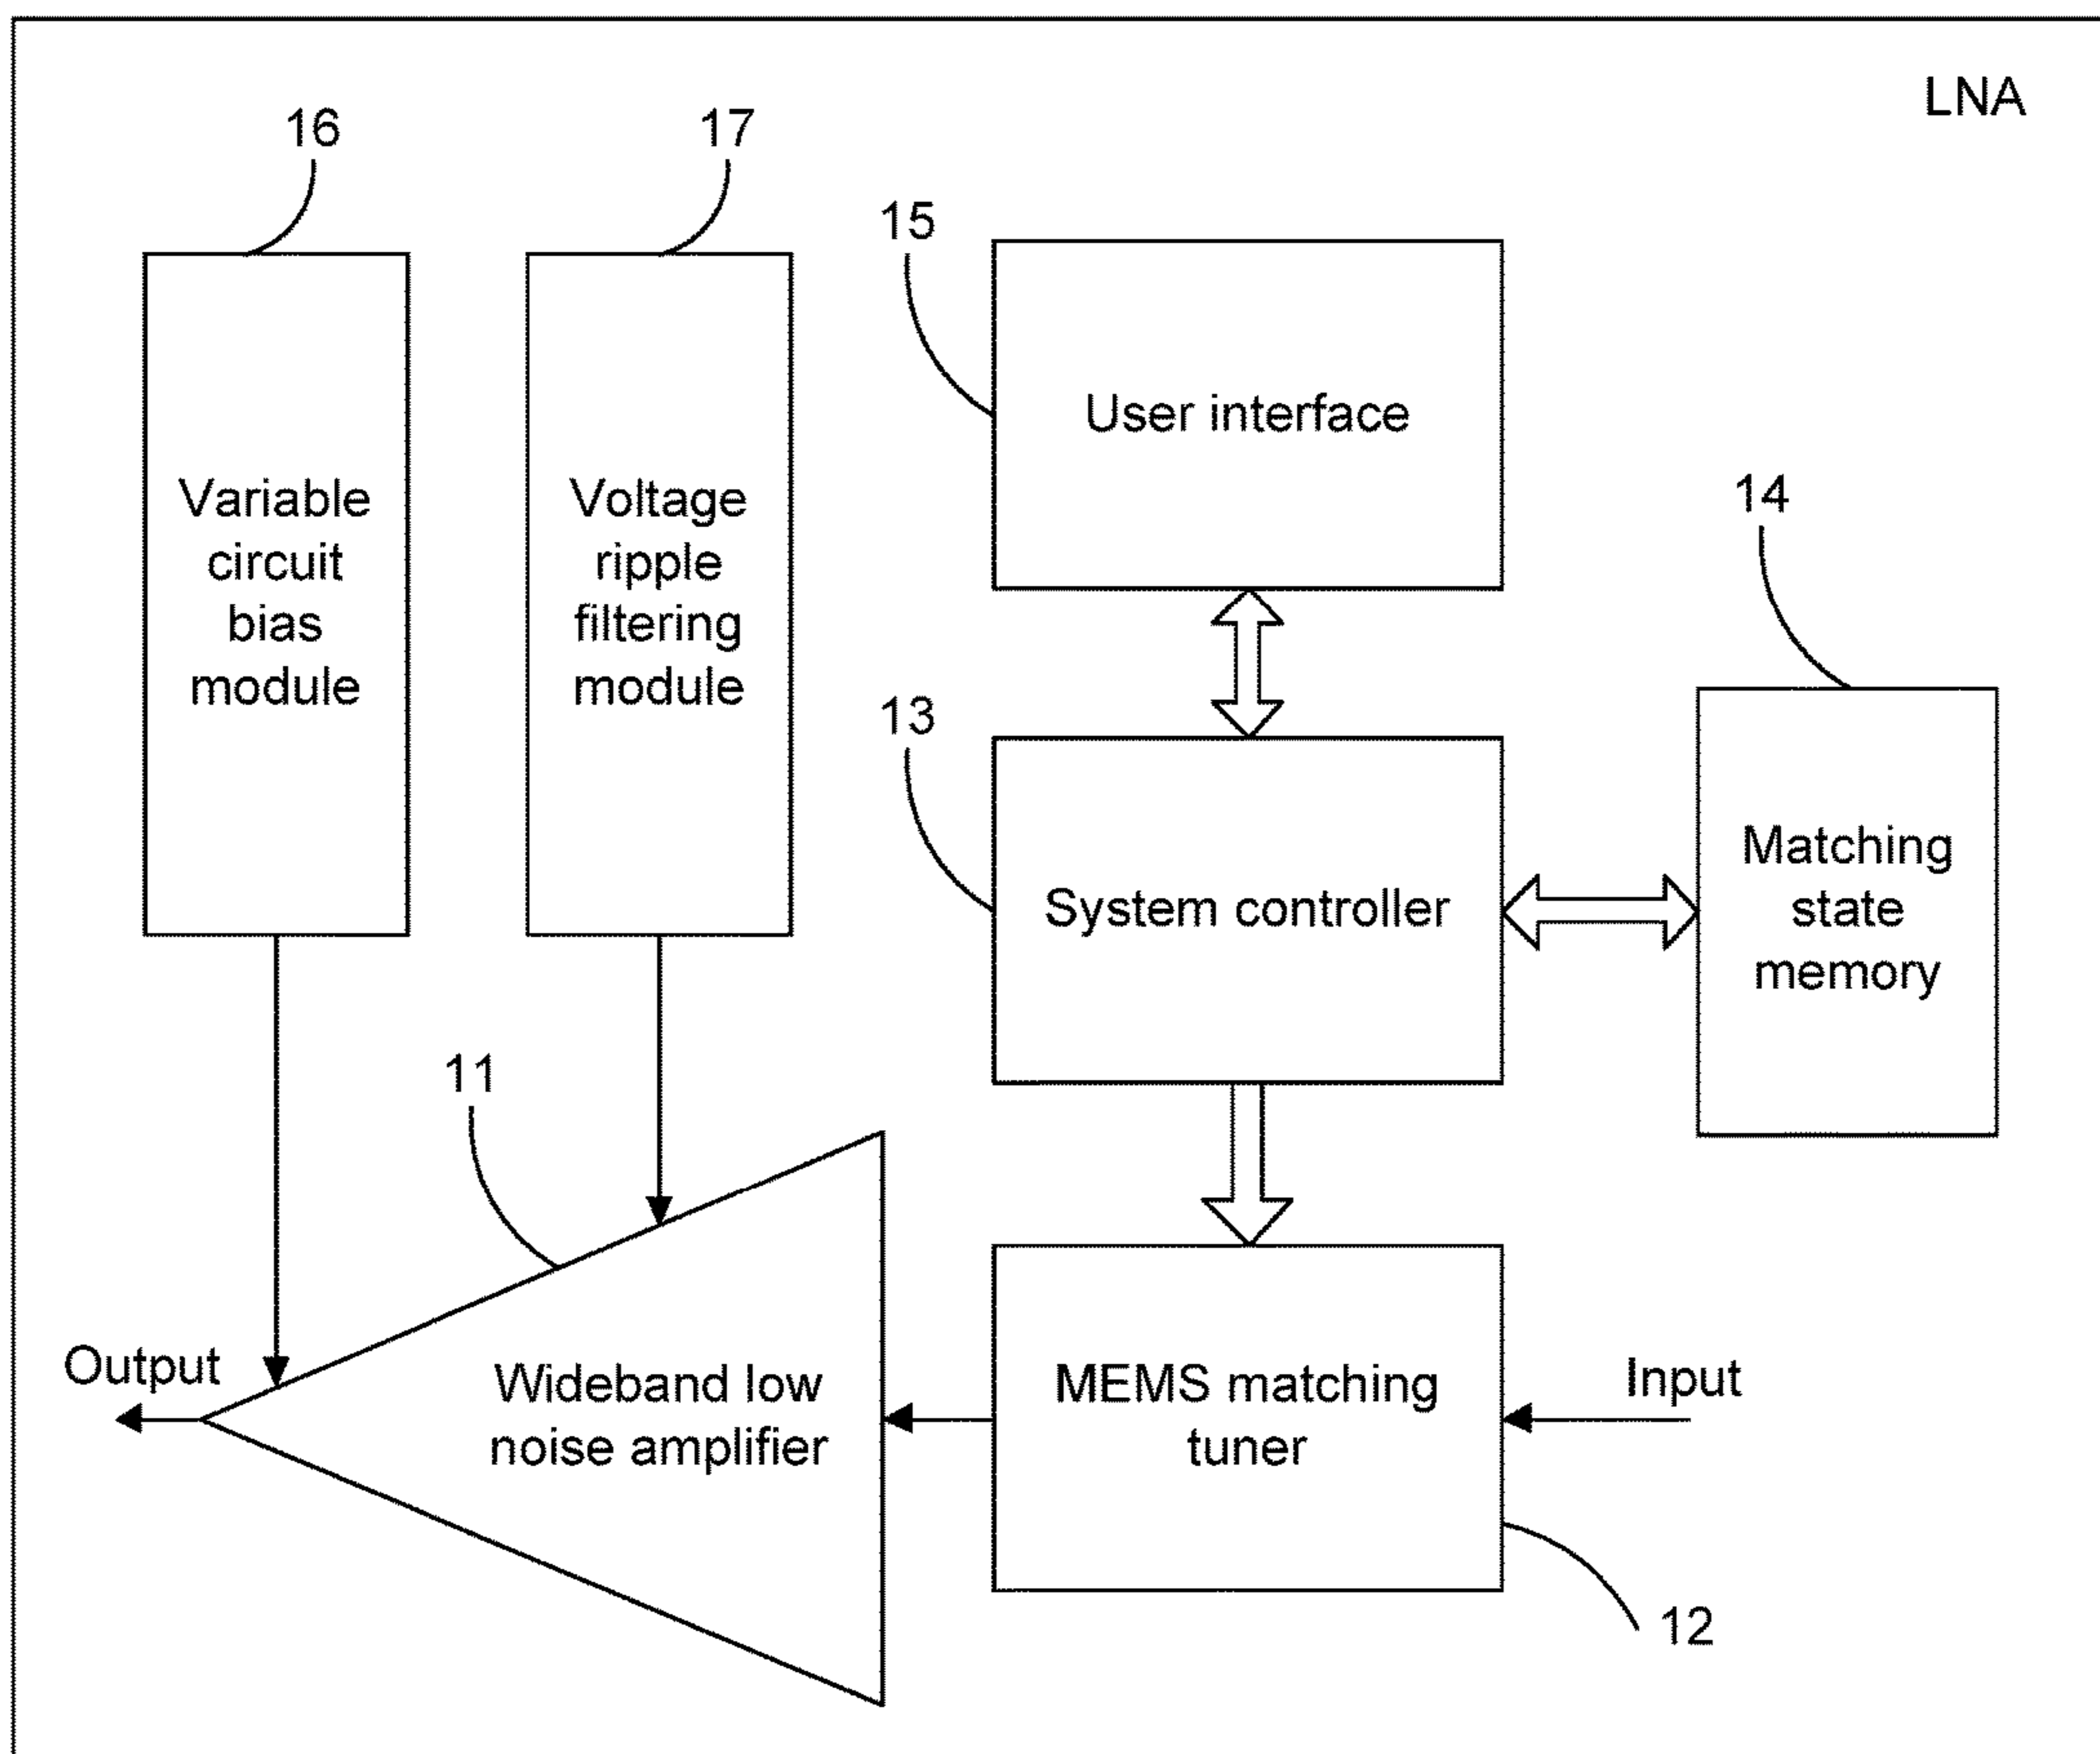 LNA
16
17
15
User interface
14
Variable
circuit
bias
module
Voltage
ripple
filtering
module
13
System controller
Matching
state
memory
11
Output
Wideband low
noise amplifier
MEMS matching
tuner
Input
12